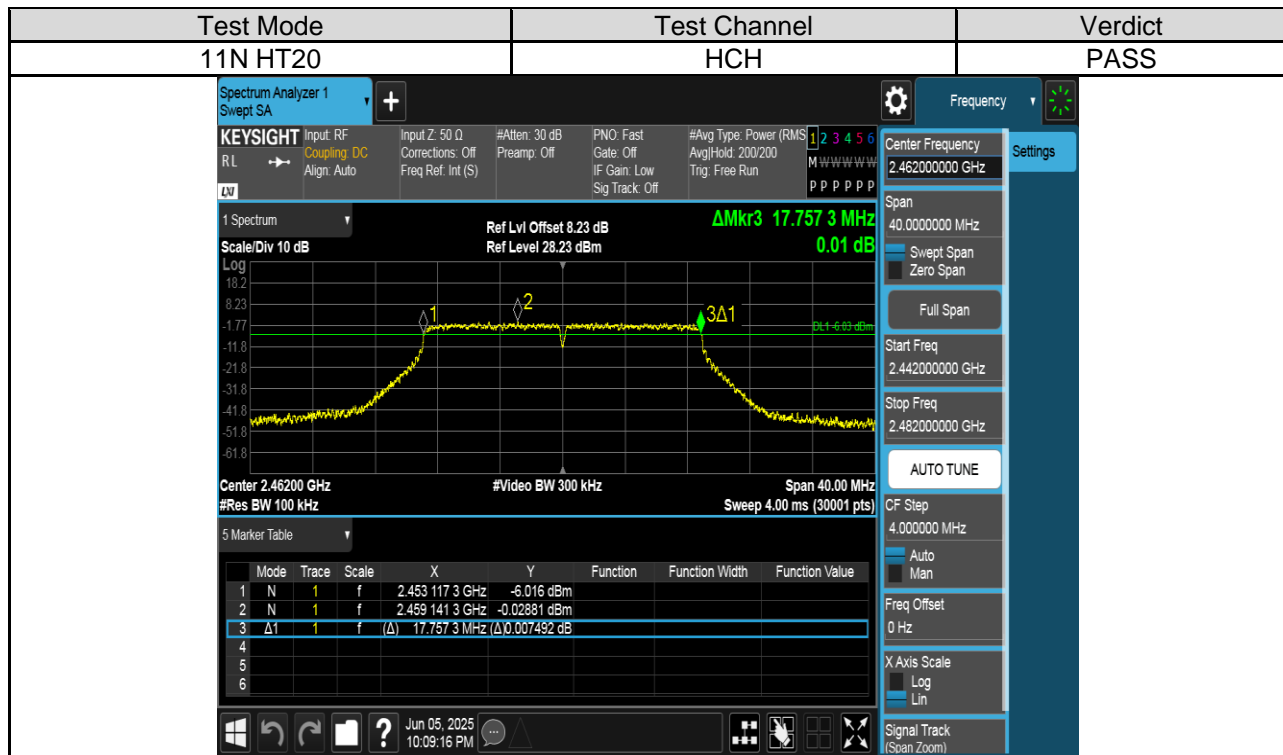 Test Mode Test Channel Verdict
11N HT20 HCH PASS
Spectrum Analyzer 1
Swept SA
+
Frequency
KEYSIGHT Input: RF Input Z: 50 Ω #Atten: 30 dB PNO: Fast #Avg Type: Power (RMS 1 2 3 4 5 6
RL Coupling: DC Corrections: Off Preamp: Off Gate: Off Avg|Hold: 200/200 M W W W W W
Align: Auto Freq Ref: Int (S) IF Gain: Low Trig: Free Run P P P P P P
LXI Sig Track: Off
1 Spectrum Ref Lvl Offset 8.23 dB ΔMkr3 17.757 3 MHz
Scale/Div 10 dB Ref Level 28.23 dBm 0.01 dB
Log
18.2
8.23
-1.77
-11.8
-21.8
-31.8
-41.8
-51.8
-61.8
1 2 3Δ1
DL1 -6.03 dBm
Center 2.46200 GHz #Video BW 300 kHz Span 40.00 MHz
#Res BW 100 kHz Sweep 4.00 ms (30001 pts)
5 Marker Table
Mode Trace Scale X Y Function Function Width Function Value
1 N 1 f 2.453 117 3 GHz -6.016 dBm
2 N 1 f 2.459 141 3 GHz -0.02881 dBm
3 Δ1 1 f (Δ) 17.757 3 MHz (Δ)0.007492 dB
4
5
6
? Jun 05, 2025
10:09:16 PM
Center Frequency
2.462000000 GHz
Settings
Span
40.0000000 MHz
Swept Span
Zero Span
Full Span
Start Freq
2.442000000 GHz
Stop Freq
2.482000000 GHz
AUTO TUNE
CF Step
4.000000 MHz
Auto
Man
Freq Offset
0 Hz
X Axis Scale
Log
Lin
Signal Track
(Span Zoom)